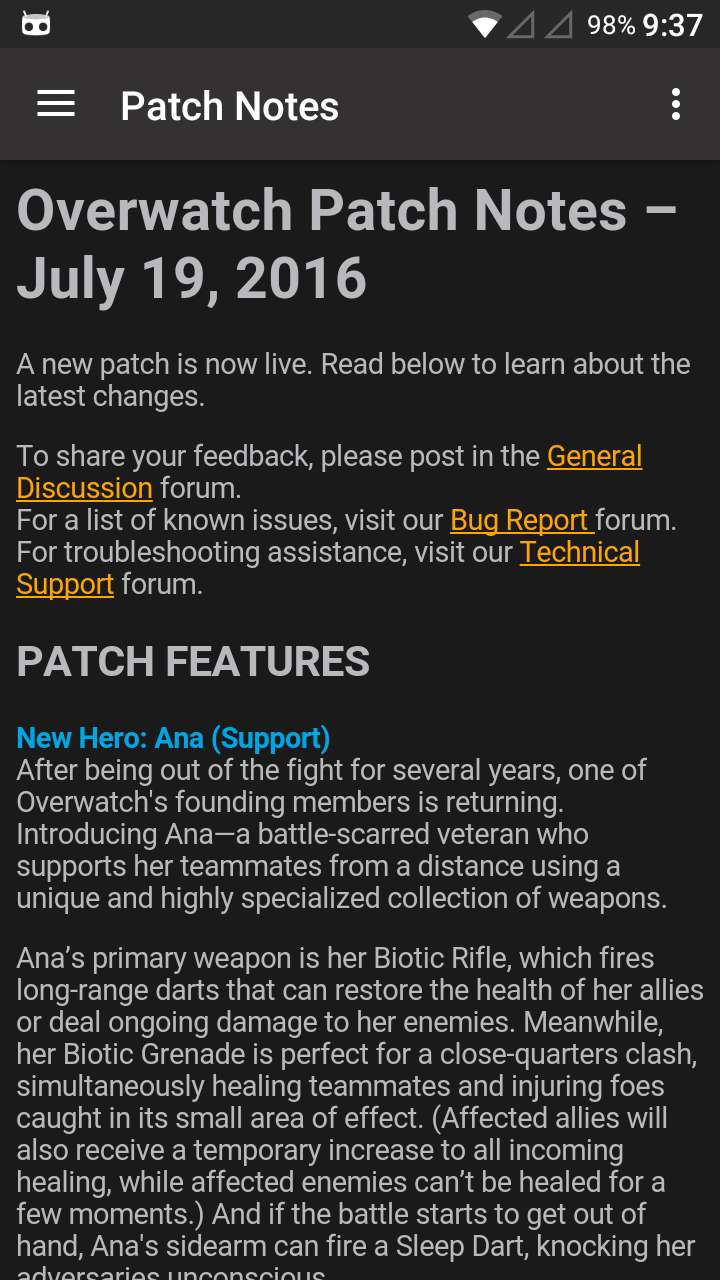 98% 9:37
Patch Notes
Overwatch Patch Notes –
July 19, 2016
A new patch is now live. Read below to learn about the
latest changes.
To share your feedback, please post in the General
Discussion forum.
For a list of known issues, visit our Bug Report forum.
For troubleshooting assistance, visit our Technical
Support forum.
PATCH FEATURES
New Hero: Ana (Support)
After being out of the fight for several years, one of
Overwatch's founding members is returning.
Introducing Ana—a battle-scarred veteran who
supports her teammates from a distance using a
unique and highly specialized collection of weapons.
Ana’s primary weapon is her Biotic Rifle, which fires
long-range darts that can restore the health of her allies
or deal ongoing damage to her enemies. Meanwhile,
her Biotic Grenade is perfect for a close-quarters clash,
simultaneously healing teammates and injuring foes
caught in its small area of effect. (Affected allies will
also receive a temporary increase to all incoming
healing, while affected enemies can’t be healed for a
few moments.) And if the battle starts to get out of
hand, Ana's sidearm can fire a Sleep Dart, knocking her
adversaries unconscious